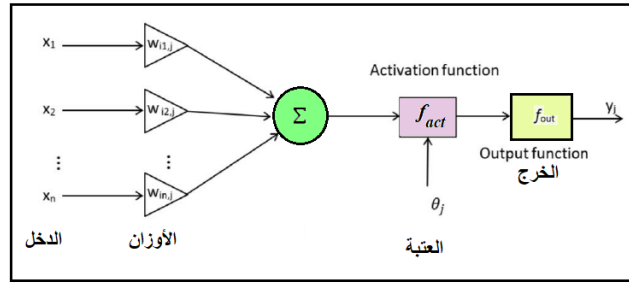 x1
Wi1,j
x2
Wi2,j
Σ
Activation function
fact
fout
yj
Output function
الخرج
⋮
⋮
xn
Win,j
θj
الدخل
الأوزان
العتبة